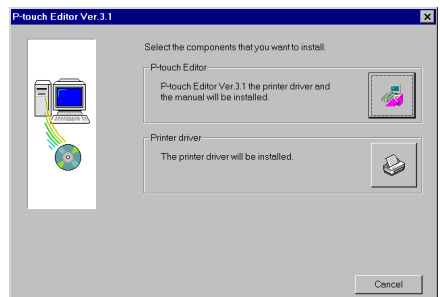 P-touch Editor Ver.3.1
Select the components that you want to install.
P-touch Editor
P-touch Editor Ver.3.1 the printer driver and
the manual will be installed.
Printer driver
The printer driver will be installed.
Cancel